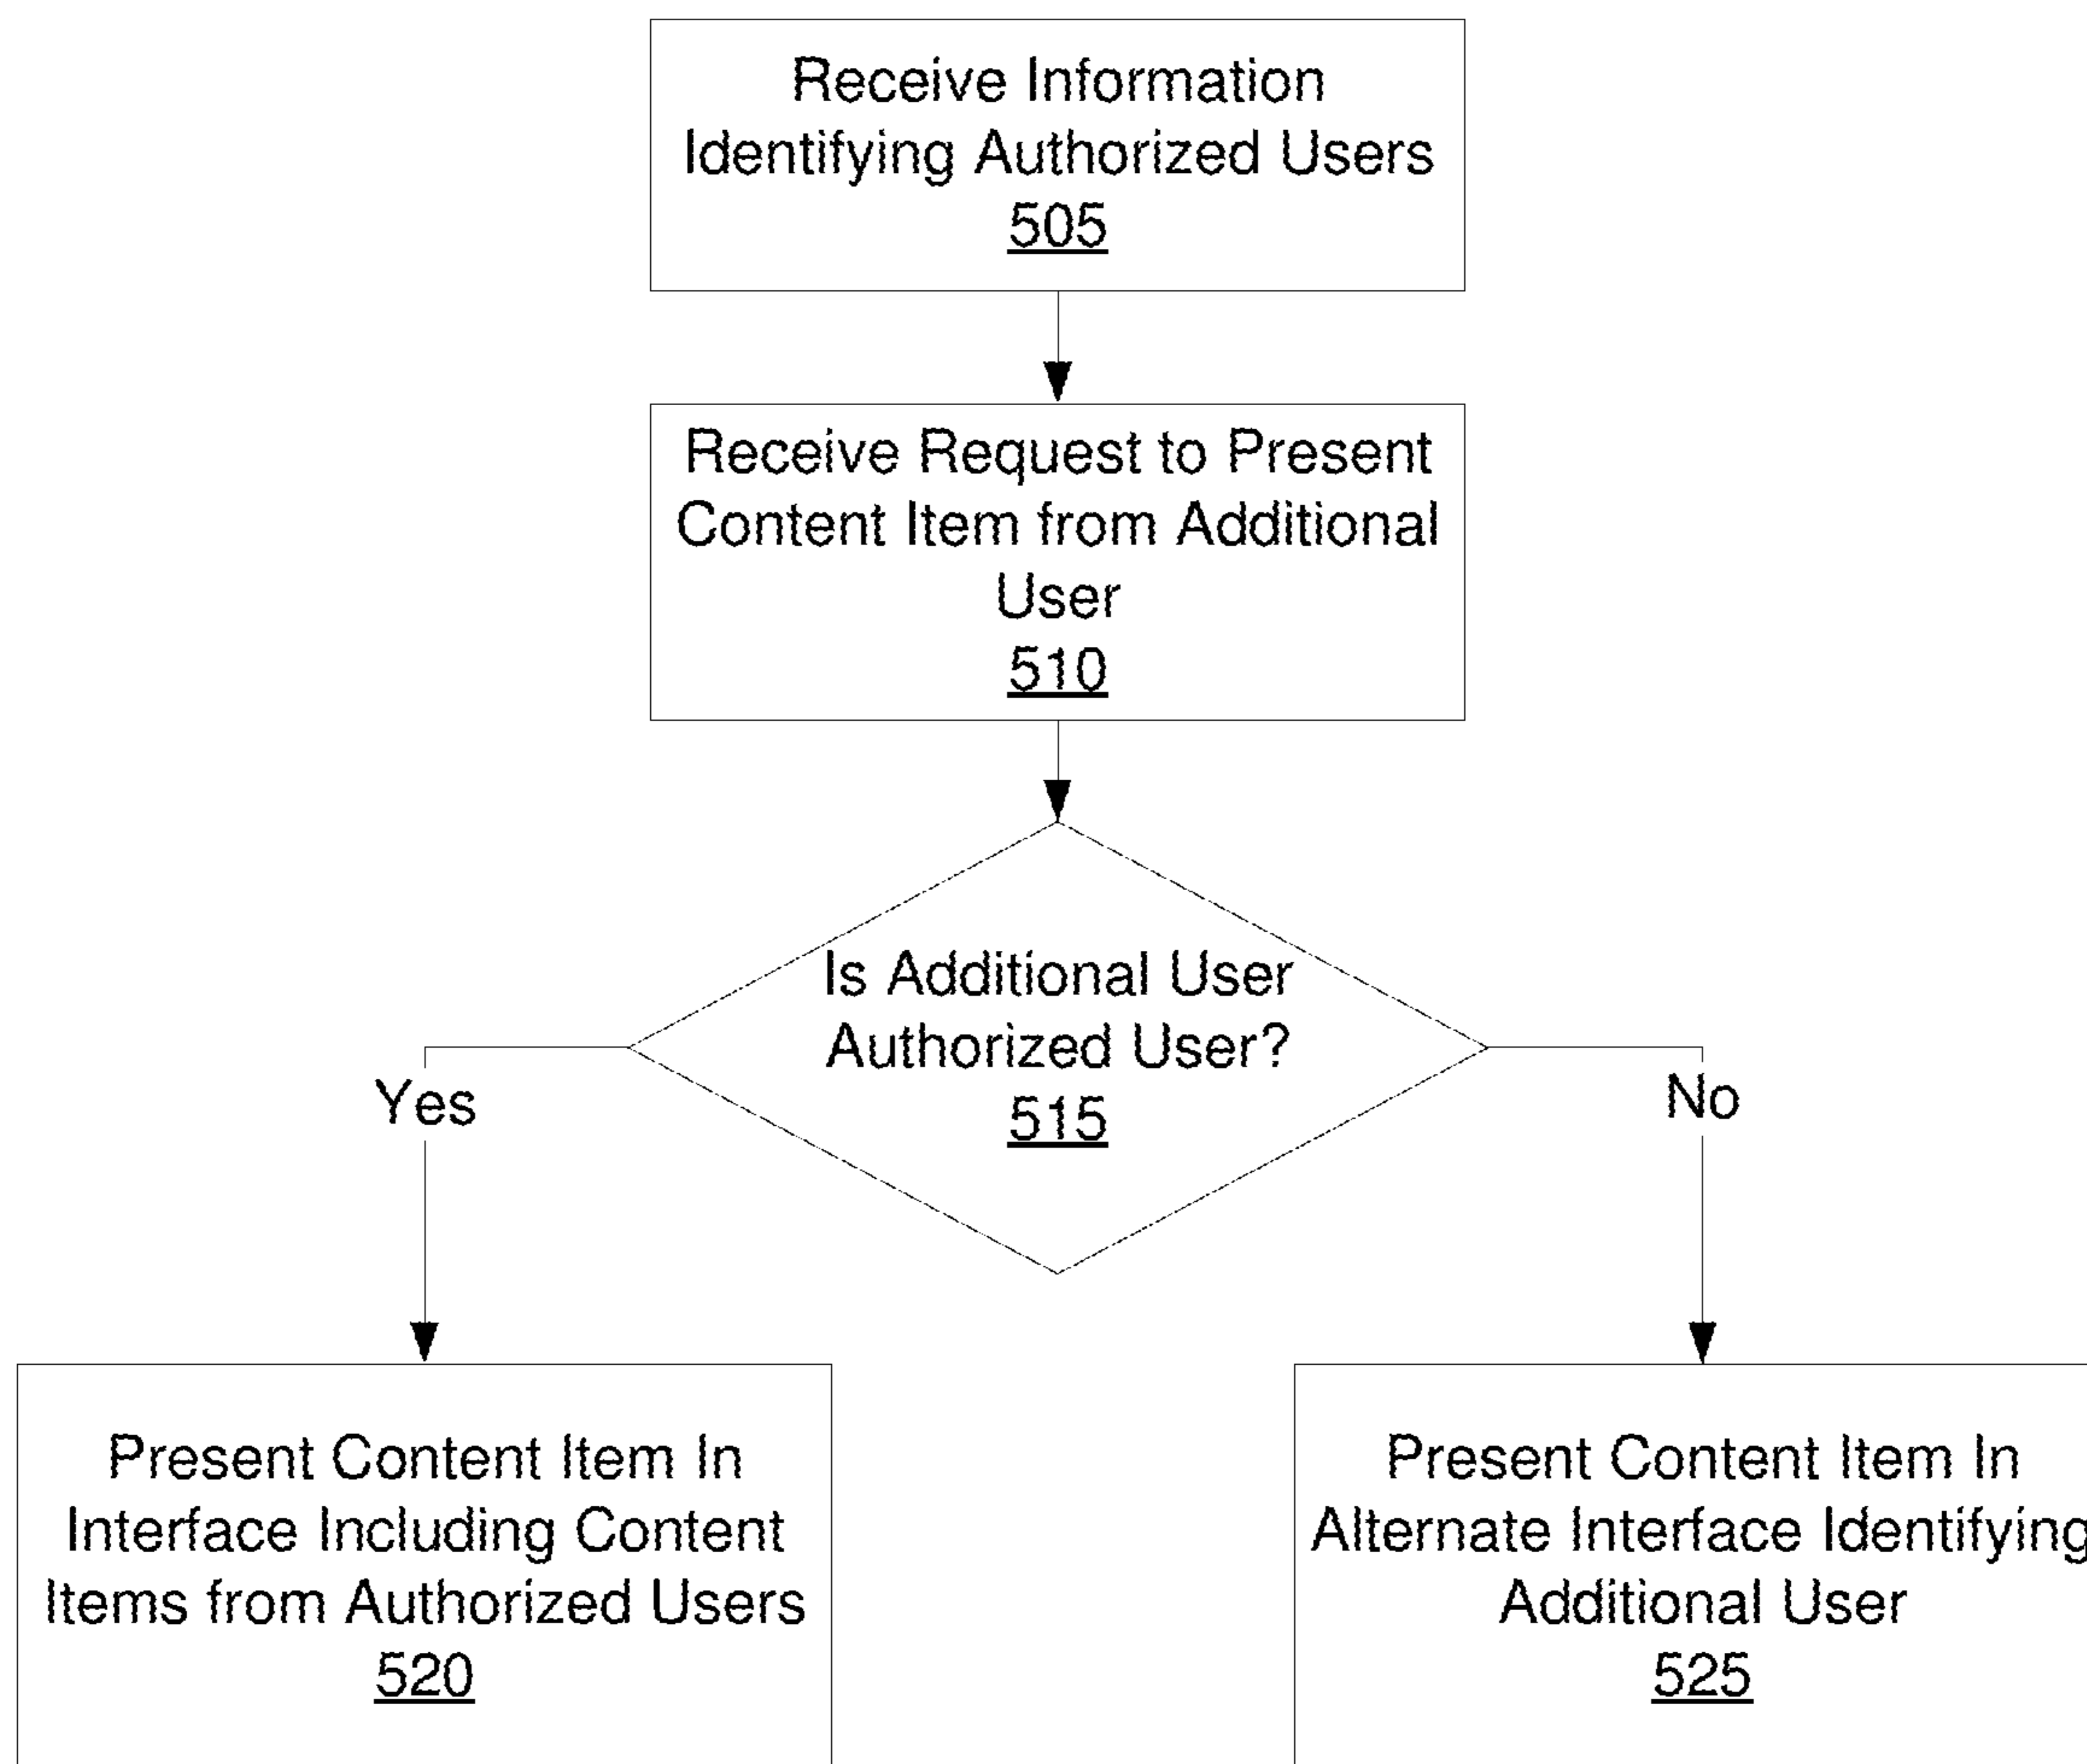 Receive Information
Identifying Authorized Users
505
Receive Request to Present
Content Item from Additional
User
510
Is Additional User
Authorized User?
515
Yes
No
Present Content Item In
Interface Including Content
Items from Authorized Users
520
Present Content Item In
Alternate Interface Identifying
Additional User
525